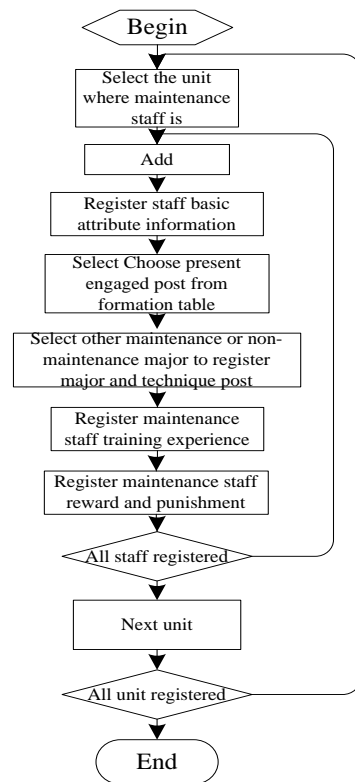 Begin
Select the unit
where maintenance
staff is
Add
Register staff basic
attribute information
Select Choose present
engaged post from
formation table
Select other maintenance or non-
maintenance major to register
major and technique post
Register maintenance
staff training experience
Register maintenance staff
reward and punishment
All staff registered
Next unit
All unit registered
End